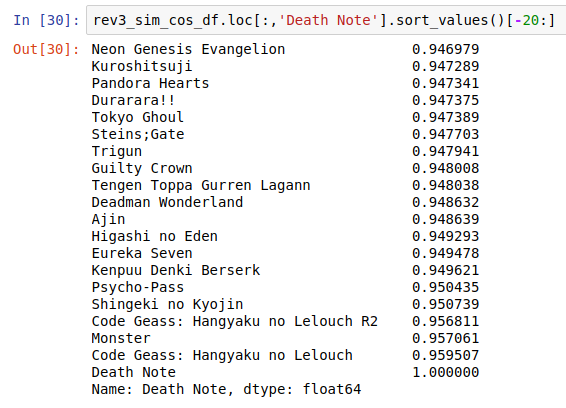 In [30]: rev3_sim_cos_df.loc[:,'Death Note'].sort_values()[-20:]
Out[30]: Neon Genesis Evangelion 0.946979
Kuroshitsuji 0.947289
Pandora Hearts 0.947341
Durarara!! 0.947375
Tokyo Ghoul 0.947389
Steins;Gate 0.947703
Trigun 0.947941
Guilty Crown 0.948008
Tengen Toppa Gurren Lagann 0.948038
Deadman Wonderland 0.948632
Ajin 0.948639
Higashi no Eden 0.949293
Eureka Seven 0.949478
Kenpuu Denki Berserk 0.949621
Psycho-Pass 0.950435
Shingeki no Kyojin 0.950739
Code Geass: Hangyaku no Lelouch R2 0.956811
Monster 0.957061
Code Geass: Hangyaku no Lelouch 0.959507
Death Note 1.000000
Name: Death Note, dtype: float64